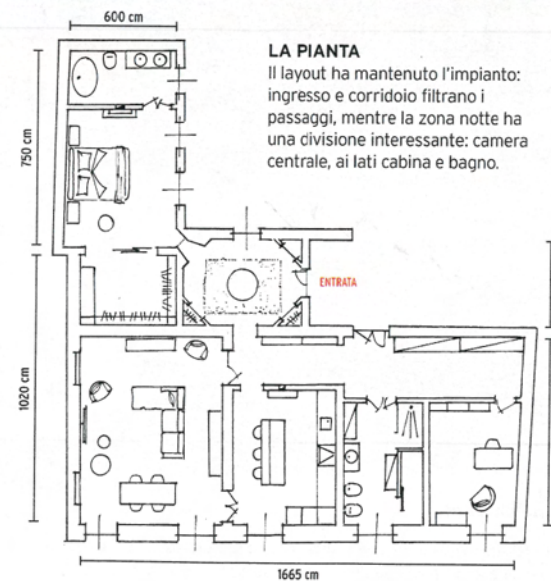 600 cm
LA PIANTA
Il layout ha mantenuto l'impianto:
ingresso e corridoio filtrano i
passaggi, mentre la zona notte ha
una divisione interessante: camera
centrale, ai lati cabina e bagno.
750 cm
ENTRATA
1020 cm
1665 cm